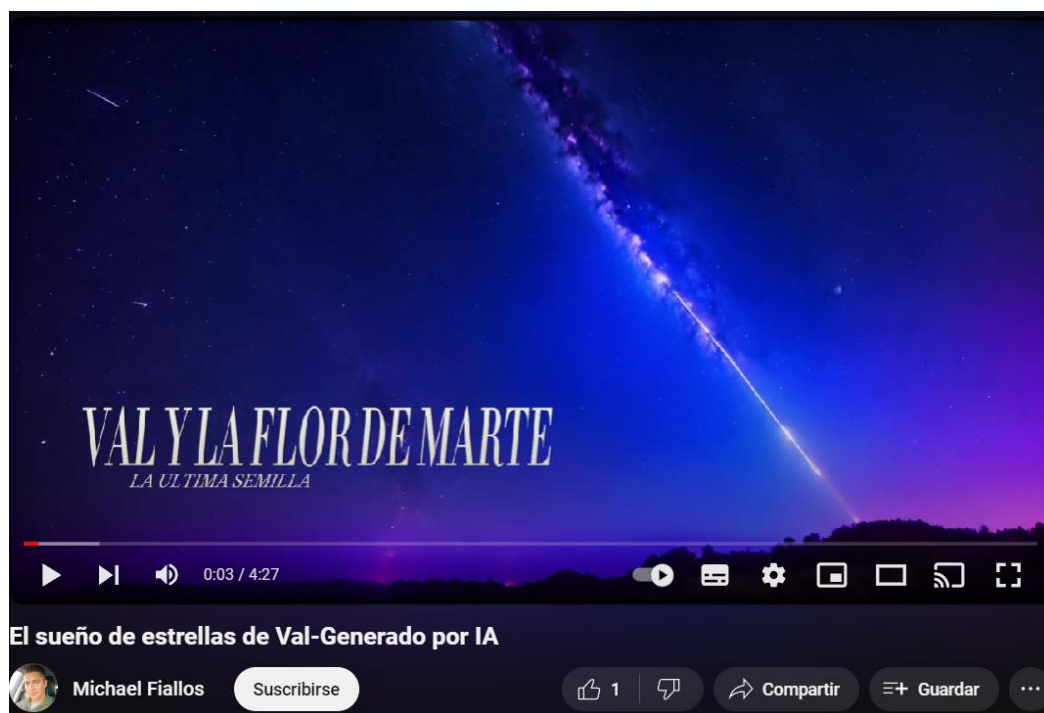 VAL Y LA FLOR DE MARTE
LA ULTIMA SEMILLA
0:03 / 4:27
El sueño de estrellas de Val-Generado por IA
Michael Fiallos
Suscribirse
1
Compartir
Guardar